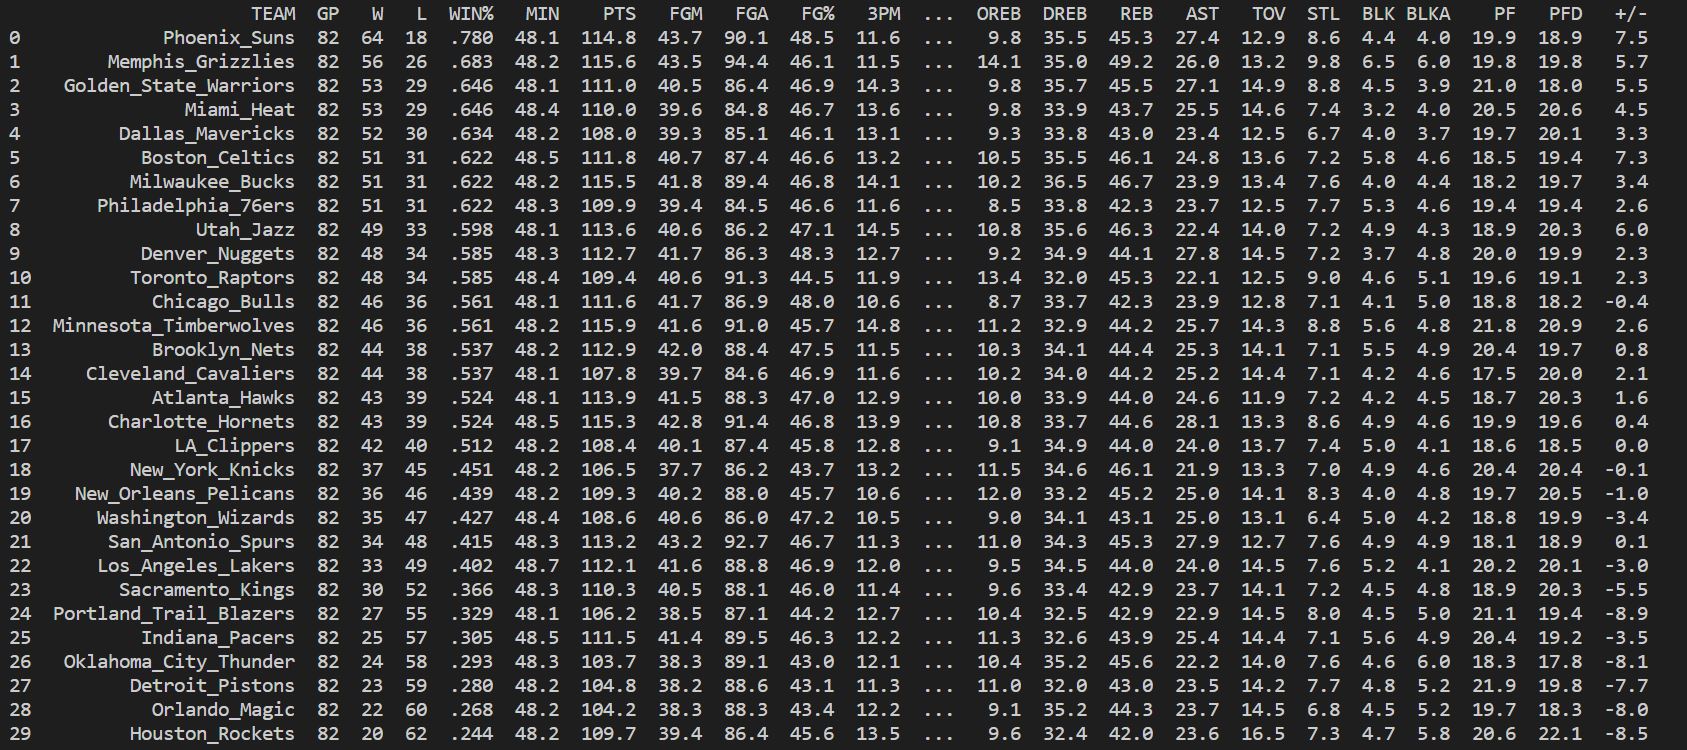 TEAM GP W L WIN% MIN PTS FGM FGA FG% 3PM ... OREB DREB REB AST TOV STL BLK BLKA PF PFD +/-
0 Phoenix_Suns 82 64 18 .780 48.1 114.8 43.7 90.1 48.5 11.6 ... 9.8 35.5 45.3 27.4 12.9 8.6 4.4 4.0 19.9 18.9 7.5
1 Memphis_Grizzlies 82 56 26 .683 48.2 115.6 43.5 94.4 46.1 11.5 ... 14.1 35.0 49.2 26.0 13.2 9.8 6.5 6.0 19.8 19.8 5.7
2 Golden_State_Warriors 82 53 29 .646 48.1 111.0 40.5 86.4 46.9 14.3 ... 9.8 35.7 45.5 27.1 14.9 8.8 4.5 3.9 21.0 18.0 5.5
3 Miami_Heat 82 53 29 .646 48.4 110.0 39.6 84.8 46.7 13.6 ... 9.8 33.9 43.7 25.5 14.6 7.4 3.2 4.0 20.5 20.6 4.5
4 Dallas_Mavericks 82 52 30 .634 48.2 108.0 39.3 85.1 46.1 13.1 ... 9.3 33.8 43.0 23.4 12.5 6.7 4.0 3.7 19.7 20.1 3.3
5 Boston_Celtics 82 51 31 .622 48.5 111.8 40.7 87.4 46.6 13.2 ... 10.5 35.5 46.1 24.8 13.6 7.2 5.8 4.6 18.5 19.4 7.3
6 Milwaukee_Bucks 82 51 31 .622 48.2 115.5 41.8 89.4 46.8 14.1 ... 10.2 36.5 46.7 23.9 13.4 7.6 4.0 4.4 18.2 19.7 3.4
7 Philadelphia_76ers 82 51 31 .622 48.3 109.9 39.4 84.5 46.6 11.6 ... 8.5 33.8 42.3 23.7 12.5 7.7 5.3 4.6 19.4 19.4 2.6
8 Utah_Jazz 82 49 33 .598 48.1 113.6 40.6 86.2 47.1 14.5 ... 10.8 35.6 46.3 22.4 14.0 7.2 4.9 4.3 18.9 20.3 6.0
9 Denver_Nuggets 82 48 34 .585 48.3 112.7 41.7 86.3 48.3 12.7 ... 9.2 34.9 44.1 27.8 14.5 7.2 3.7 4.8 20.0 19.9 2.3
10 Toronto_Raptors 82 48 34 .585 48.4 109.4 40.6 91.3 44.5 11.9 ... 13.4 32.0 45.3 22.1 12.5 9.0 4.6 5.1 19.6 19.1 2.3
11 Chicago_Bulls 82 46 36 .561 48.1 111.6 41.7 86.9 48.0 10.6 ... 8.7 33.7 42.3 23.9 12.8 7.1 4.1 5.0 18.8 18.2 -0.4
12 Minnesota_Timberwolves 82 46 36 .561 48.2 115.9 41.6 91.0 45.7 14.8 ... 11.2 32.9 44.2 25.7 14.3 8.8 5.6 4.8 21.8 20.9 2.6
13 Brooklyn_Nets 82 44 38 .537 48.2 112.9 42.0 88.4 47.5 11.5 ... 10.3 34.1 44.4 25.3 14.1 7.1 5.5 4.9 20.4 19.7 0.8
14 Cleveland_Cavaliers 82 44 38 .537 48.1 107.8 39.7 84.6 46.9 11.6 ... 10.2 34.0 44.2 25.2 14.4 7.1 4.2 4.6 17.5 20.0 2.1
15 Atlanta_Hawks 82 43 39 .524 48.1 113.9 41.5 88.3 47.0 12.9 ... 10.0 33.9 44.0 24.6 11.9 7.2 4.2 4.5 18.7 20.3 1.6
16 Charlotte_Hornets 82 43 39 .524 48.5 115.3 42.8 91.4 46.8 13.9 ... 10.8 33.7 44.6 28.1 13.3 8.6 4.9 4.6 19.9 19.6 0.4
17 LA_Clippers 82 42 40 .512 48.2 108.4 40.1 87.4 45.8 12.8 ... 9.1 34.9 44.0 24.0 13.7 7.4 5.0 4.1 18.6 18.5 0.0
18 New_York_Knicks 82 37 45 .451 48.2 106.5 37.7 86.2 43.7 13.2 ... 11.5 34.6 46.1 21.9 13.3 7.0 4.9 4.6 20.4 20.4 -0.1
19 New_Orleans_Pelicans 82 36 46 .439 48.2 109.3 40.2 88.0 45.7 10.6 ... 12.0 33.2 45.2 25.0 14.1 8.3 4.0 4.8 19.7 20.5 -1.0
20 Washington_Wizards 82 35 47 .427 48.4 108.6 40.6 86.0 47.2 10.5 ... 9.0 34.1 43.1 25.0 13.1 6.4 5.0 4.2 18.8 19.9 -3.4
21 San_Antonio_Spurs 82 34 48 .415 48.3 113.2 43.2 92.7 46.7 11.3 ... 11.0 34.3 45.3 27.9 12.7 7.6 4.9 4.9 18.1 18.9 0.1
22 Los_Angeles_Lakers 82 33 49 .402 48.7 112.1 41.6 88.8 46.9 12.0 ... 9.5 34.5 44.0 24.0 14.5 7.6 5.2 4.1 20.2 20.1 -3.0
23 Sacramento_Kings 82 30 52 .366 48.3 110.3 40.5 88.1 46.0 11.4 ... 9.6 33.4 42.9 23.7 14.1 7.2 4.5 4.8 18.9 20.3 -5.5
24 Portland_Trail_Blazers 82 27 55 .329 48.1 106.2 38.5 87.1 44.2 12.7 ... 10.4 32.5 42.9 22.9 14.5 8.0 4.5 5.0 21.1 19.4 -8.9
25 Indiana_Pacers 82 25 57 .305 48.5 111.5 41.4 89.5 46.3 12.2 ... 11.3 32.6 43.9 25.4 14.4 7.1 5.6 4.9 20.4 19.2 -3.5
26 Oklahoma_City_Thunder 82 24 58 .293 48.3 103.7 38.3 89.1 43.0 12.1 ... 10.4 35.2 45.6 22.2 14.0 7.6 4.6 6.0 18.3 17.8 -8.1
27 Detroit_Pistons 82 23 59 .280 48.2 104.8 38.2 88.6 43.1 11.3 ... 11.0 32.0 43.0 23.5 14.2 7.7 4.8 5.2 21.9 19.8 -7.7
28 Orlando_Magic 82 22 60 .268 48.2 104.2 38.3 88.3 43.4 12.2 ... 9.1 35.2 44.3 23.7 14.5 6.8 4.5 5.2 19.7 18.3 -8.0
29 Houston_Rockets 82 20 62 .244 48.2 109.7 39.4 86.4 45.6 13.5 ... 9.6 32.4 42.0 23.6 16.5 7.3 4.7 5.8 20.6 22.1 -8.5